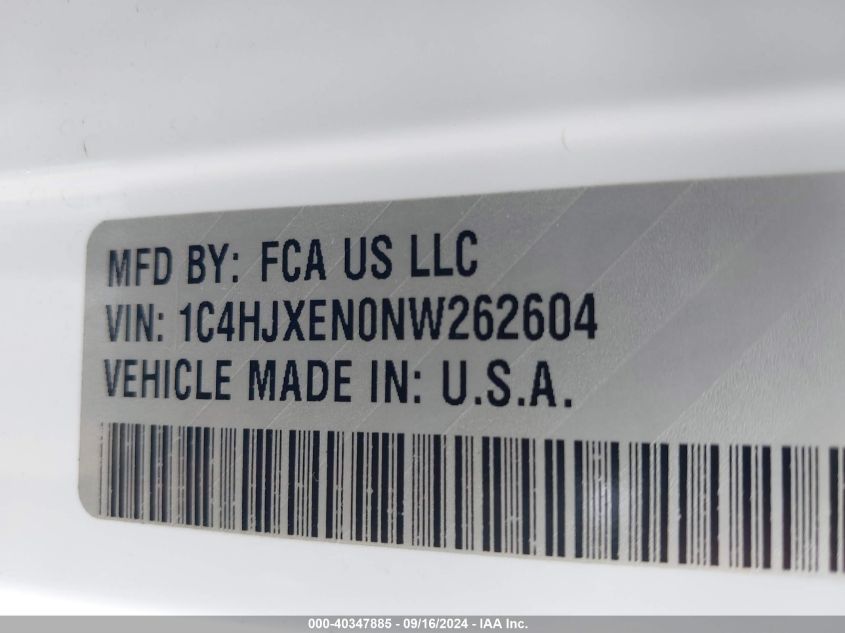 MFD BY: FCA US LLC
VIN: 1C4HJXEN0NW262604
VEHICLE MADE IN: U.S.A.
000-40347885 - 09/16/2024 - IAA Inc.